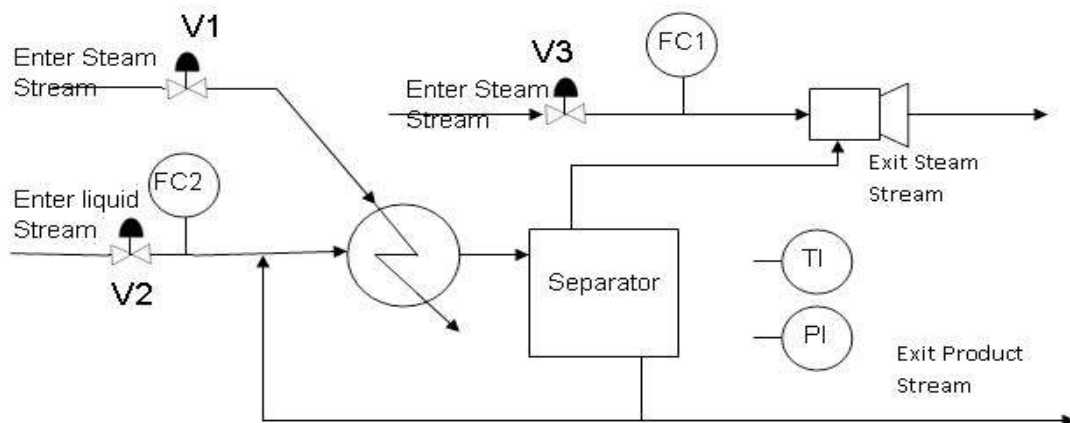 V1
Enter Steam
Stream
FC1
V3
Enter Steam
Stream
Exit Steam
Stream
FC2
Enter liquid
Stream
V2
Separator
TI
PI
Exit Product
Stream